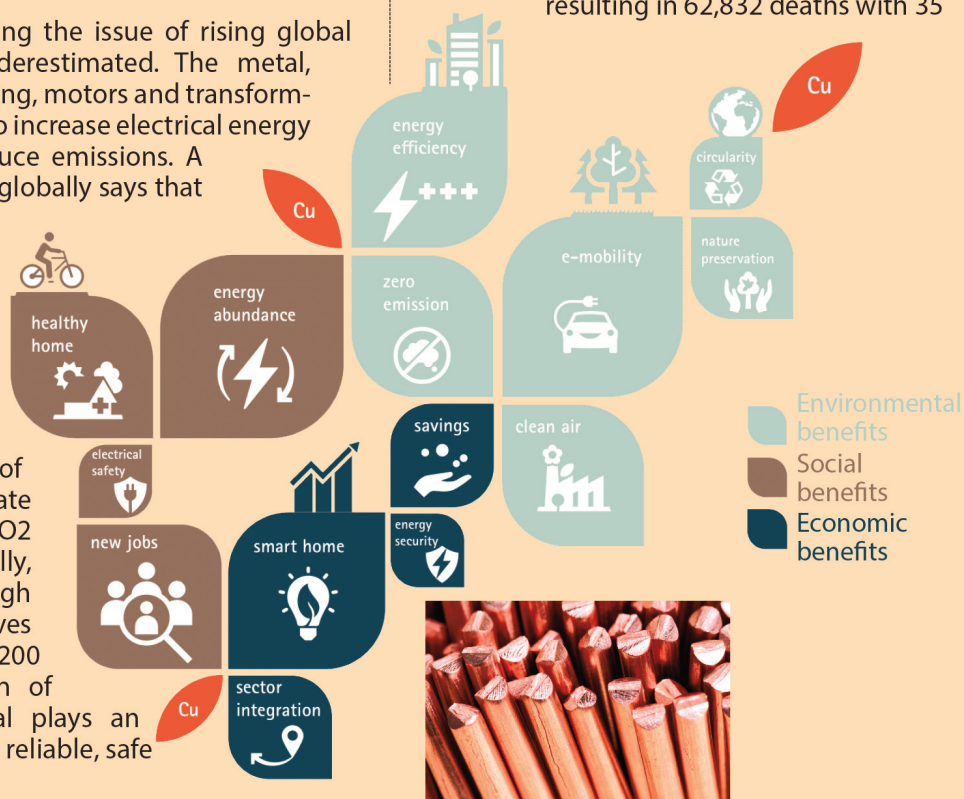 ing the issue of rising global
derestimated. The metal,
ng, motors and transform-
o increase electrical energy
uce emissions. A
globally says that
resulting in 62,832 deaths with 35
Cu
energy
efficiency
+++
Cu
circularity
nature
preservation
e-mobility
zero
emission
energy
abundance
healthy
home
electrical
safety
new jobs
smart home
savings
energy
security
clean air
sector
integration
Cu
Environmental
benefits
Social
benefits
Economic
benefits
of
ate
O2
lly,
gh
ves
200
n of
al plays an
reliable, safe